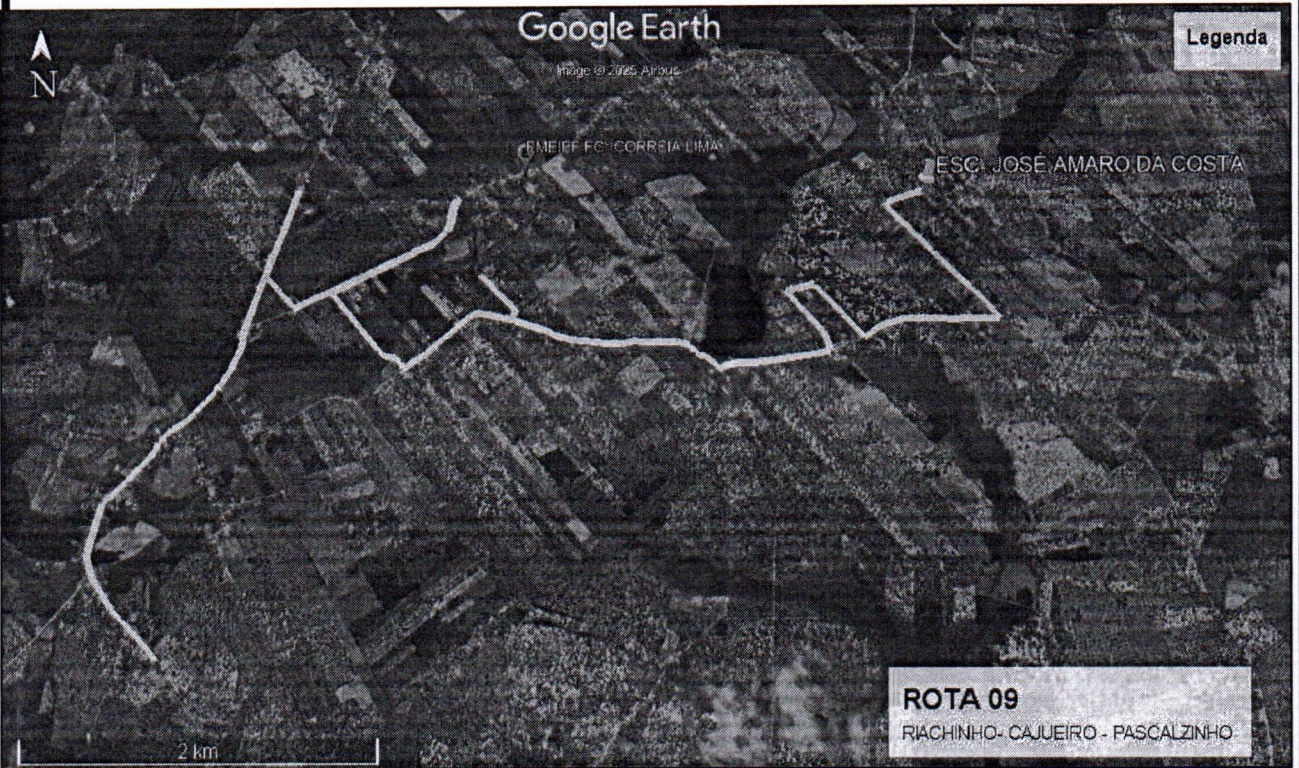 Google Earth
Legenda
Image © 2025 Airbus
N
EMEIEF FC. CORREIA LIMA
ESC. JOSÉ AMARO DA COSTA
ROTA 09
RIACHINHO- CAJUEIRO - PASCALZINHO
2 km